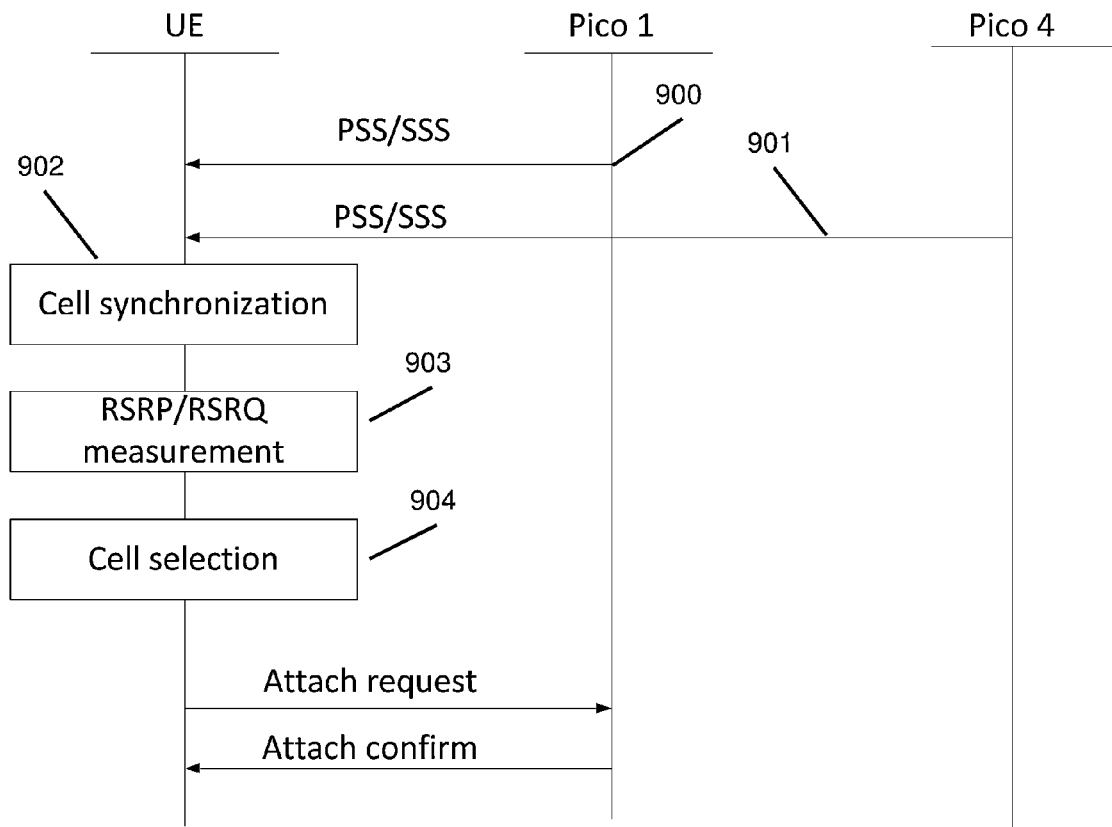 UE
Pico 1
Pico 4
900
PSS/SSS
901
902
PSS/SSS
Cell synchronization
903
RSRP/RSRQ
measurement
904
Cell selection
Attach request
Attach confirm